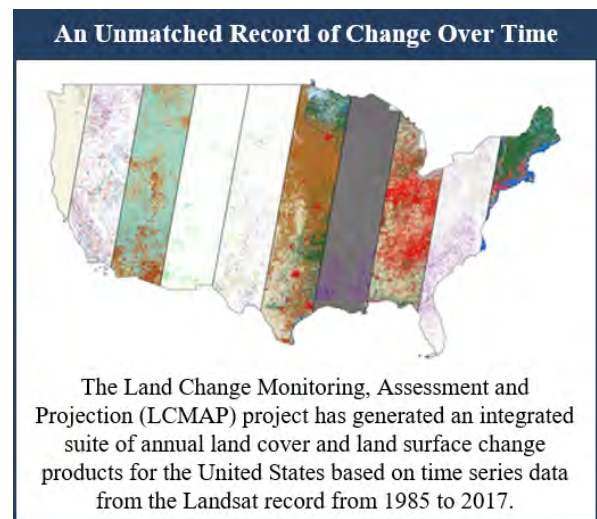 An Unmatched Record of Change Over Time
The Land Change Monitoring, Assessment and
Projection (LCMAP) project has generated an integrated
suite of annual land cover and land surface change
products for the United States based on time series data
from the Landsat record from 1985 to 2017.